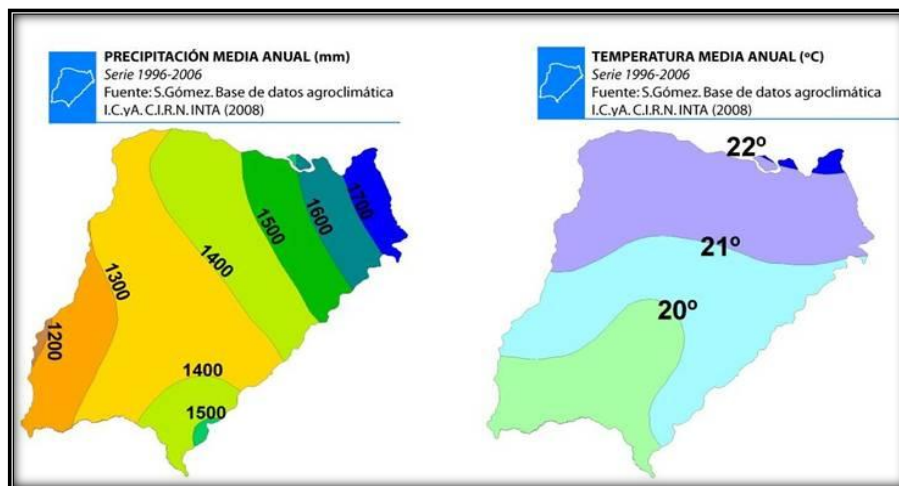 PRECIPITACIÓN MEDIA ANUAL (mm)
Serie 1996-2006
Fuente: S.Gómez. Base de datos agroclimática
I.C.yA. C.I.R.N. INTA (2008)
1200
1300
1400
1500
1600
1700
1400
1500
TEMPERATURA MEDIA ANUAL (ºC)
Serie 1996-2006
Fuente: S.Gómez. Base de datos agroclimática
I.C.yA. C.I.R.N. INTA (2008)
22º
21º
20º